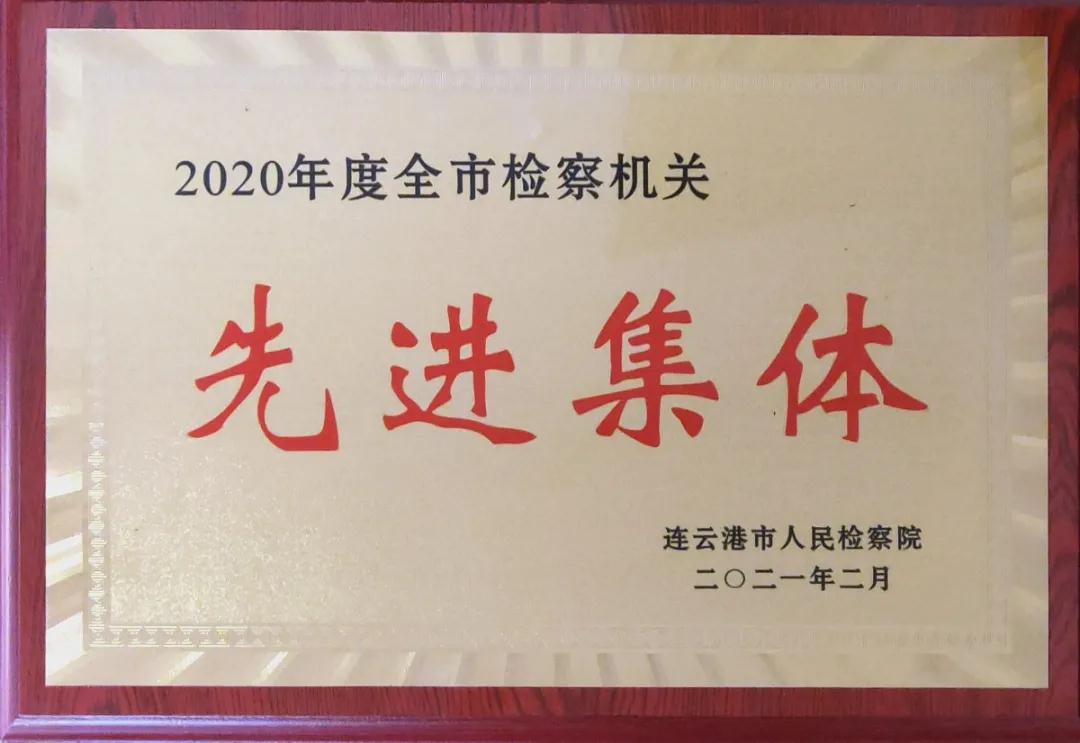 2020年度全市检察机关
先进集体
连云港市人民检察院
二〇二一年二月